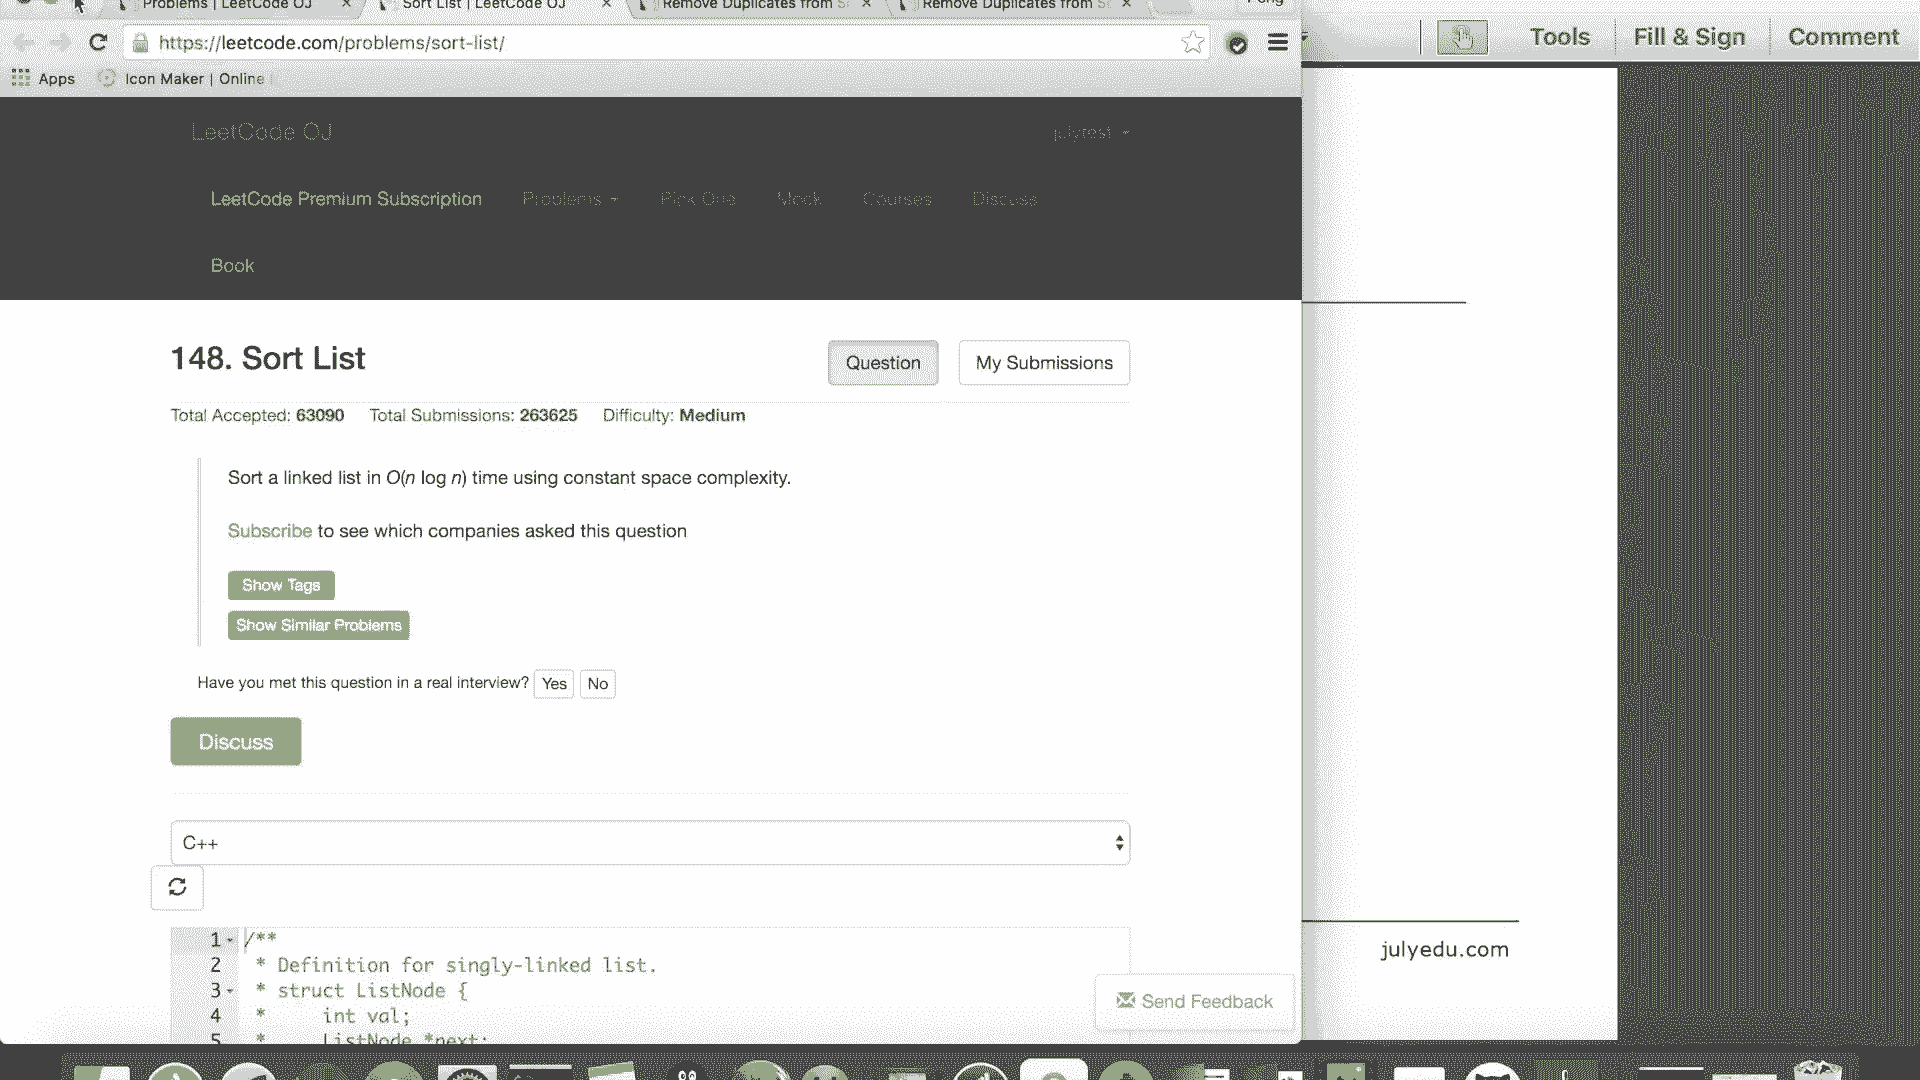 Problems | LeetCode OJ
Sort List | LeetCode OJ
Remove Duplicates from S
Remove Duplicates from So
https://leetcode.com/problems/sort-list/
Tools
Fill & Sign
Comment
Apps
Icon Maker | Online
LeetCode OJ
julytest
LeetCode Premium Subscription
Problems
Pick One
Mock
Courses
Discuss
Book
148. Sort List
Question
My Submissions
Total Accepted: 63090
Total Submissions: 263625
Difficulty: Medium
Sort a linked list in O(n log n) time using constant space complexity.
Subscribe to see which companies asked this question
Show Tags
Show Similar Problems
Have you met this question in a real interview? Yes No
Discuss
C++
1 /**
2 * Definition for singly-linked list.
3 * struct ListNode {
4 * int val;
5 * ListNode *next;
Send Feedback
julyedu.com